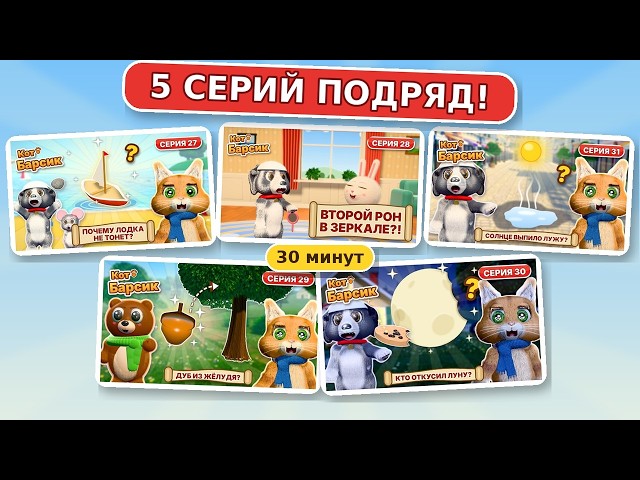 5 СЕРИЙ ПОДРЯД!
Кот
Барсик
СЕРИЯ 27
?
ПОЧЕМУ ЛОДКА
НЕ ТОНЕТ?
Кот
Барсик
СЕРИЯ 28
ВТОРОЙ РОН
В ЗЕРКАЛЕ?!
Кот
Барсик
СЕРИЯ 31
?
СОЛНЦЕ ВЫПИЛО ЛУЖУ?
30 минут
Кот
Барсик
СЕРИЯ 29
ДУБ ИЗ ЖЁЛУДЯ?
Кот
Барсик
СЕРИЯ 30
?
КТО ОТКУСИЛ ЛУНУ?